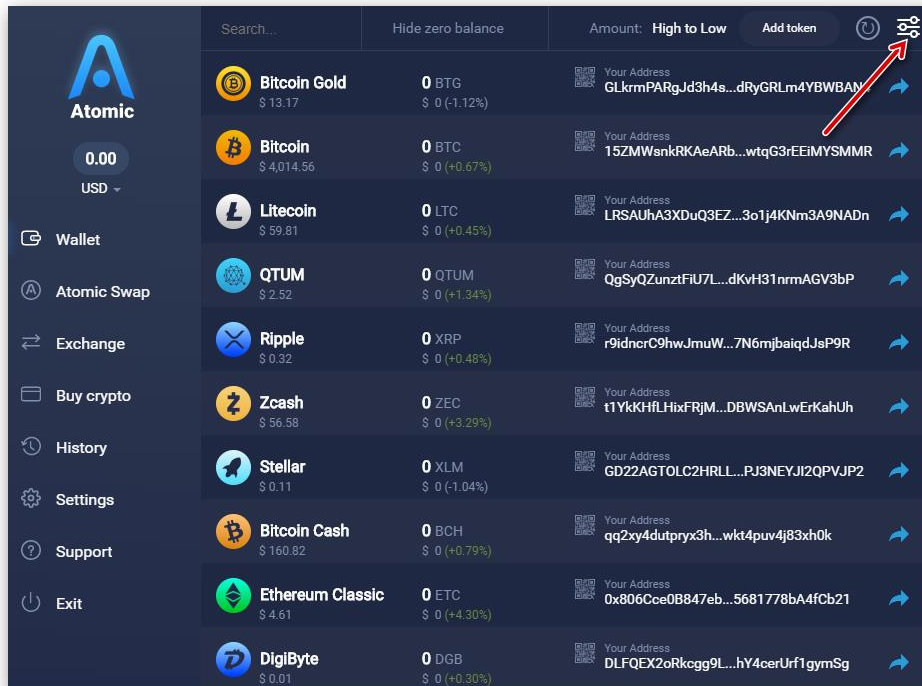 Atomic
0.00
USD
Wallet
Atomic Swap
Exchange
Buy crypto
History
Settings
Support
Exit
Search... Hide zero balance Amount: High to Low Add token
Bitcoin Gold 0 BTG Your Address
$ 13.17 $ 0 (-1.12%) GLkrmPARgJd3h4s...dRyGRLm4YBWBAN
Bitcoin 0 BTC Your Address
$ 4,014.56 $ 0 (+0.67%) 15ZMWsnkRKAeARb...wtqG3rEEiMYSMMR
Litecoin 0 LTC Your Address
$ 59.81 $ 0 (+0.45%) LRSAUhA3XDuQ3EZ...3o1j4KNm3A9NADn
QTUM 0 QTUM Your Address
$ 2.52 $ 0 (+1.34%) QgSyQZunztFiU7L...dKvH31nrmAGV3bP
Ripple 0 XRP Your Address
$ 0.32 $ 0 (+0.48%) r9idncrC9hwJmuW...7N6mjbaiqdJsP9R
Zcash 0 ZEC Your Address
$ 56.58 $ 0 (+3.29%) t1YkKHfLHixFRjM...DBWSAnLwErKahUh
Stellar 0 XLM Your Address
$ 0.11 $ 0 (-1.04%) GD22AGTOLC2HRLL...PJ3NEYJI2QPVJP2
Bitcoin Cash 0 BCH Your Address
$ 160.82 $ 0 (+0.79%) qq2xy4dutpryx3h...wkt4puv4j83xh0k
Ethereum Classic 0 ETC Your Address
$ 4.61 $ 0 (+4.30%) 0x806Cce0B847eb...5681778bA4fCb21
DigiByte 0 DGB Your Address
$ 0.01 $ 0 (+0.30%) DLFQEX2oRkcgg9L...hY4cerUrf1gymSg